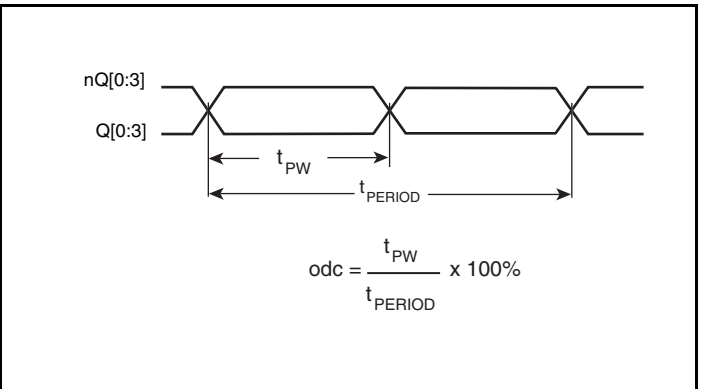 nQ[0:3]
Q[0:3]
tPW
tPERIOD
odc = tPW / tPERIOD x 100%